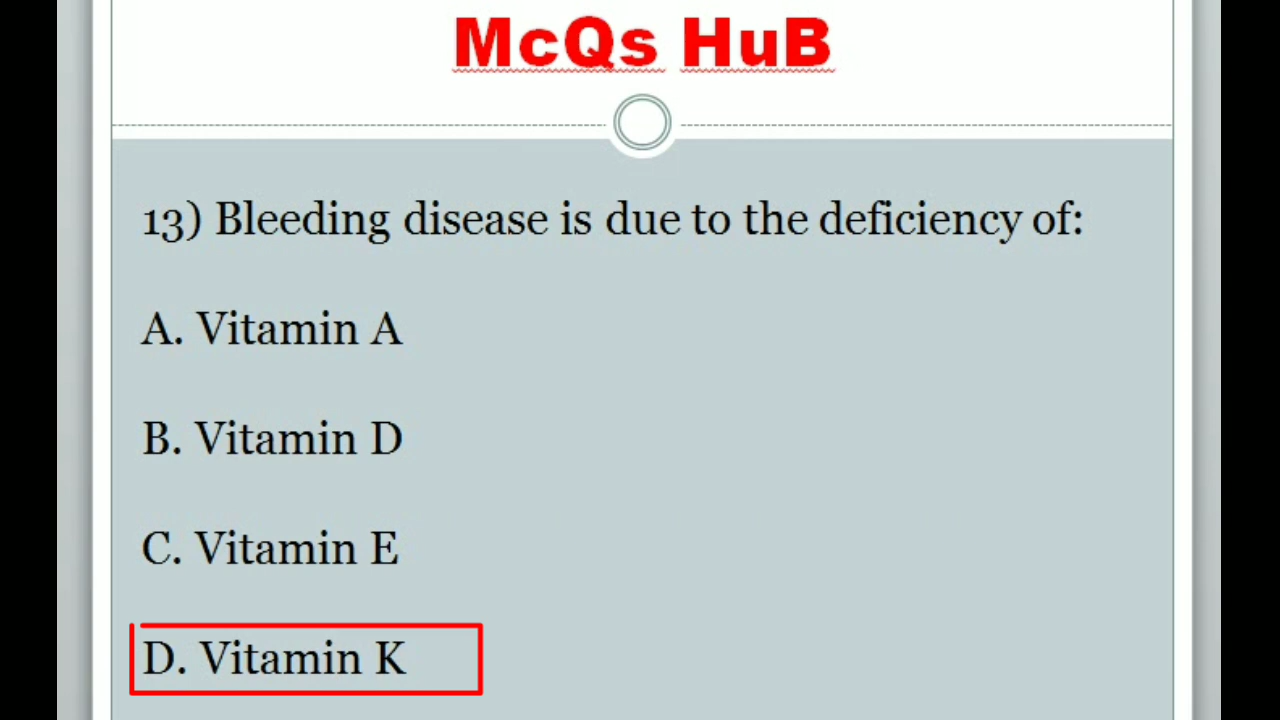 McQs HuB
13) Bleeding disease is due to the deficiency of:
A. Vitamin A
B. Vitamin D
C. Vitamin E
D. Vitamin K